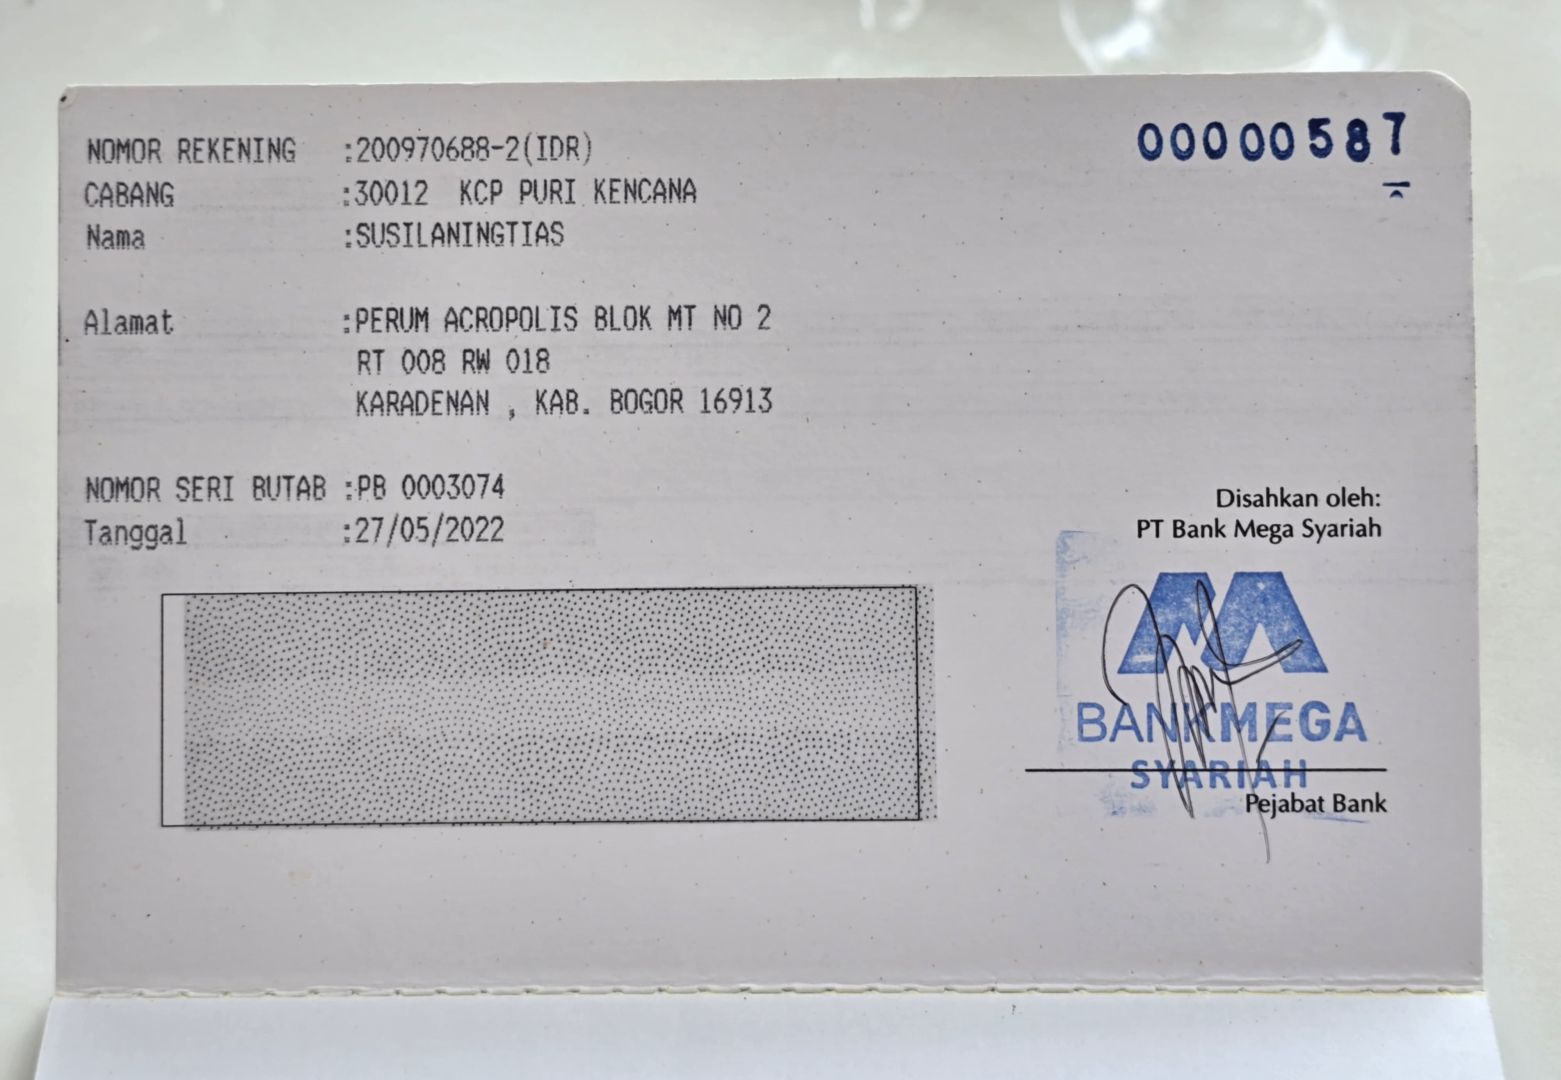 NOMOR REKENING :200970688-2(IDR)
00000587
CABANG :30012 KCP PURI KENCANA
Nama :SUSILANINGTIAS
Alamat :PERUM ACROPOLIS BLOK MT NO 2
RT 008 RW 018
KARADENAN , KAB. BOGOR 16913
NOMOR SERI BUTAB :PB 0003074
Tanggal :27/05/2022
Disahkan oleh:
PT Bank Mega Syariah
BANK MEGA
SYARIAH
Pejabat Bank